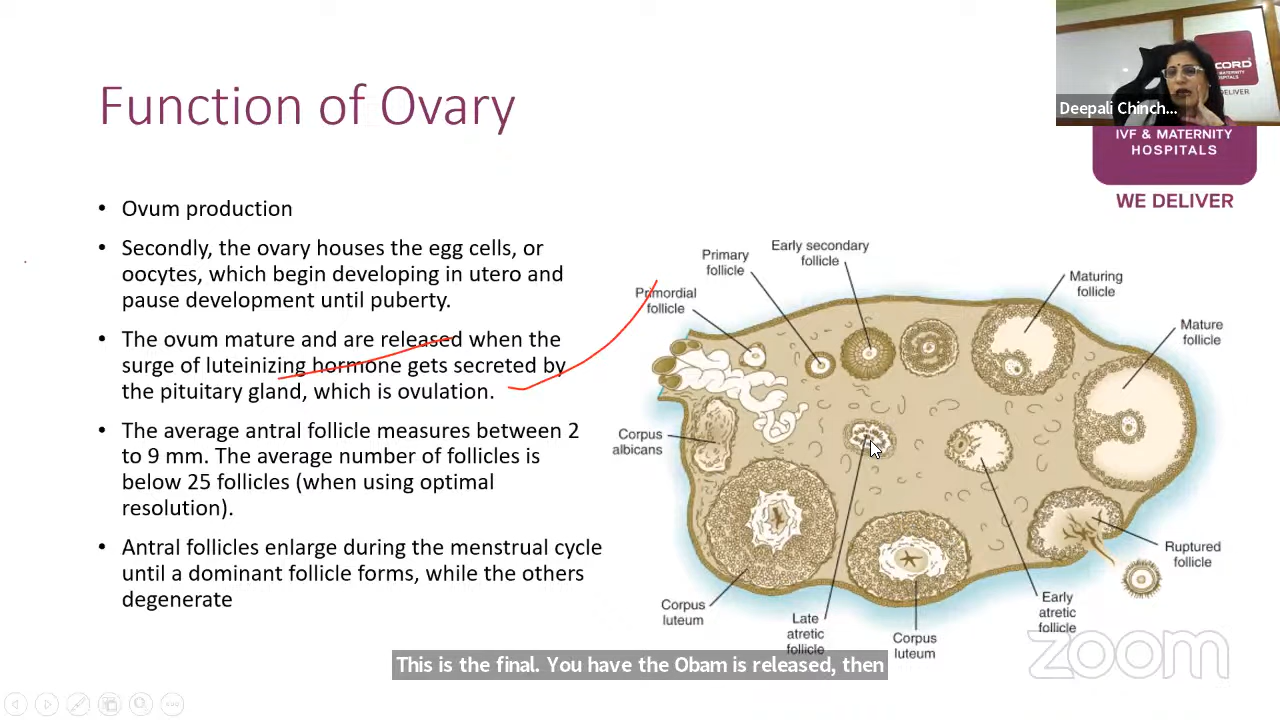 Function of Ovary
CORD
MATERNITY
HOSPITALS
DELIVER
Deepali Chinch...
IVF & MATERNITY
HOSPITALS
WE DELIVER
• Ovum production
• Secondly, the ovary houses the egg cells, or
oocytes, which begin developing in utero and
pause development until puberty.
• The ovum mature and are released when the
surge of luteinizing hormone gets secreted by
the pituitary gland, which is ovulation.
• The average antral follicle measures between 2
to 9 mm. The average number of follicles is
below 25 follicles (when using optimal
resolution).
• Antral follicles enlarge during the menstrual cycle
until a dominant follicle forms, while the others
degenerate
Early secondary
follicle
Primary
follicle
Primordial
follicle
Maturing
follicle
Mature
follicle
Corpus
albicans
Ruptured
follicle
Corpus
luteum
Late
atretic
follicle
Corpus
luteum
Early
atretic
follicle
zoom
This is the final. You have the Obam is released, then